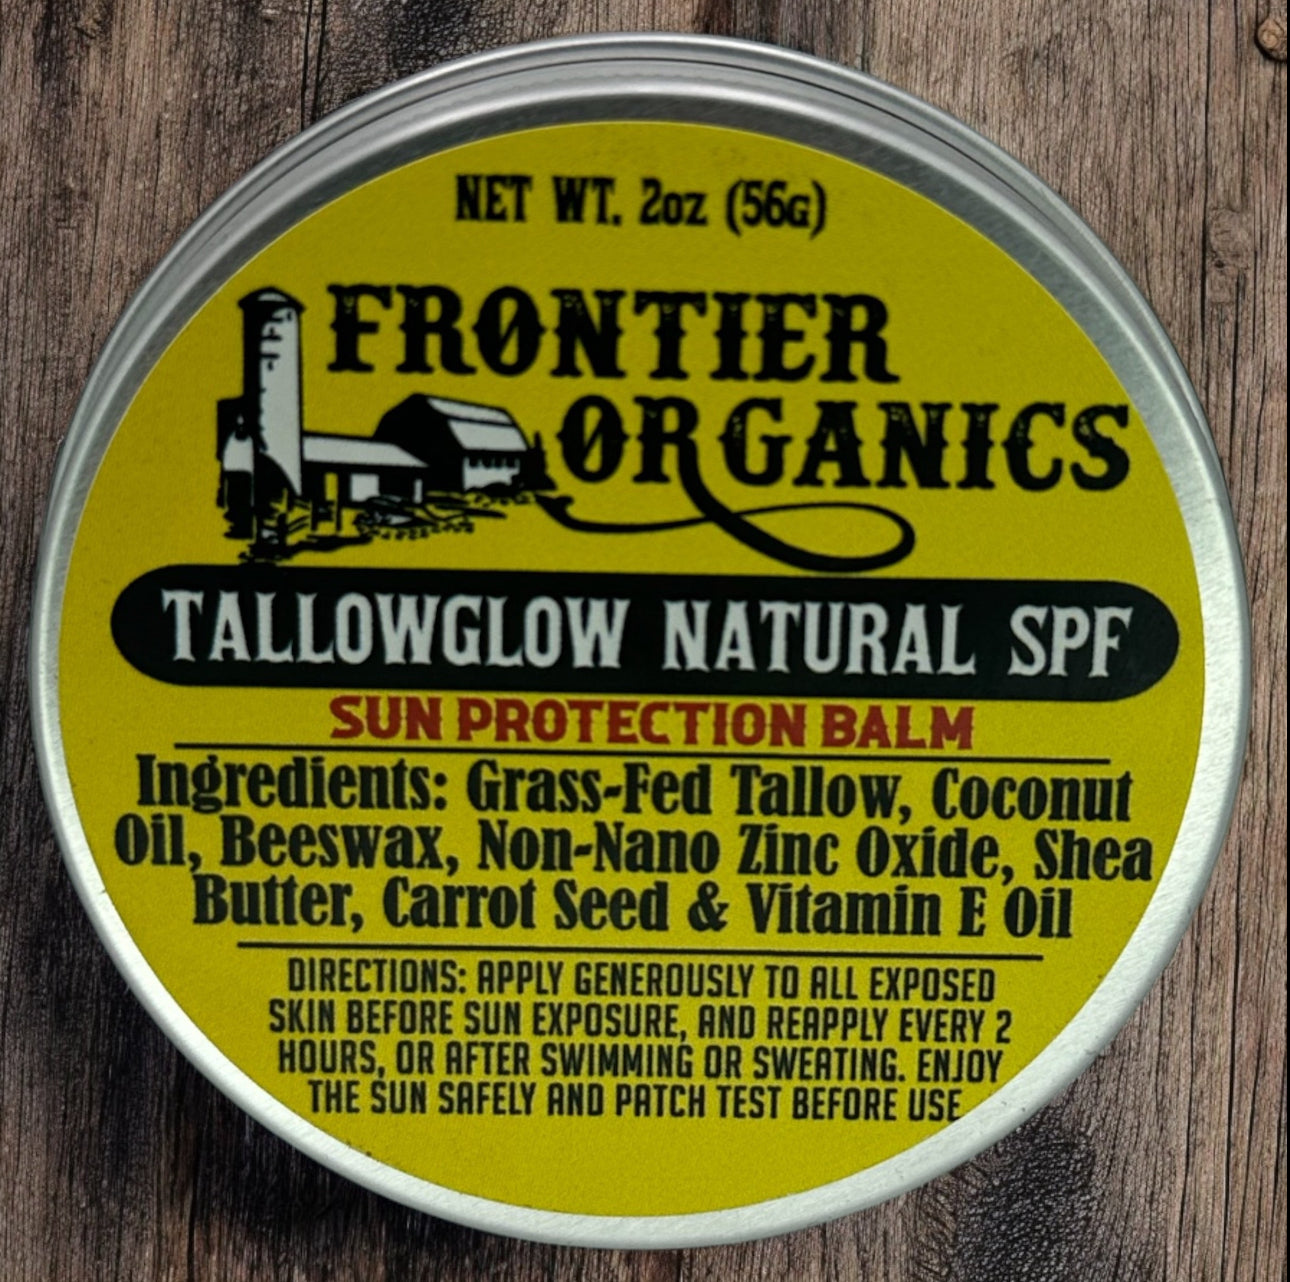 NET WT. 2oz (56G)
FRONTIER
ORGANICS
TALLOWGLOW NATURAL SPF
SUN PROTECTION BALM
Ingredients: Grass-Fed Tallow, Coconut
Oil, Beeswax, Non-Nano Zinc Oxide, Shea
Butter, Carrot Seed & Vitamin E Oil
DIRECTIONS: APPLY GENEROUSLY TO ALL EXPOSED
SKIN BEFORE SUN EXPOSURE, AND REAPPLY EVERY 2
HOURS, OR AFTER SWIMMING OR SWEATING. ENJOY
THE SUN SAFELY AND PATCH TEST BEFORE USE